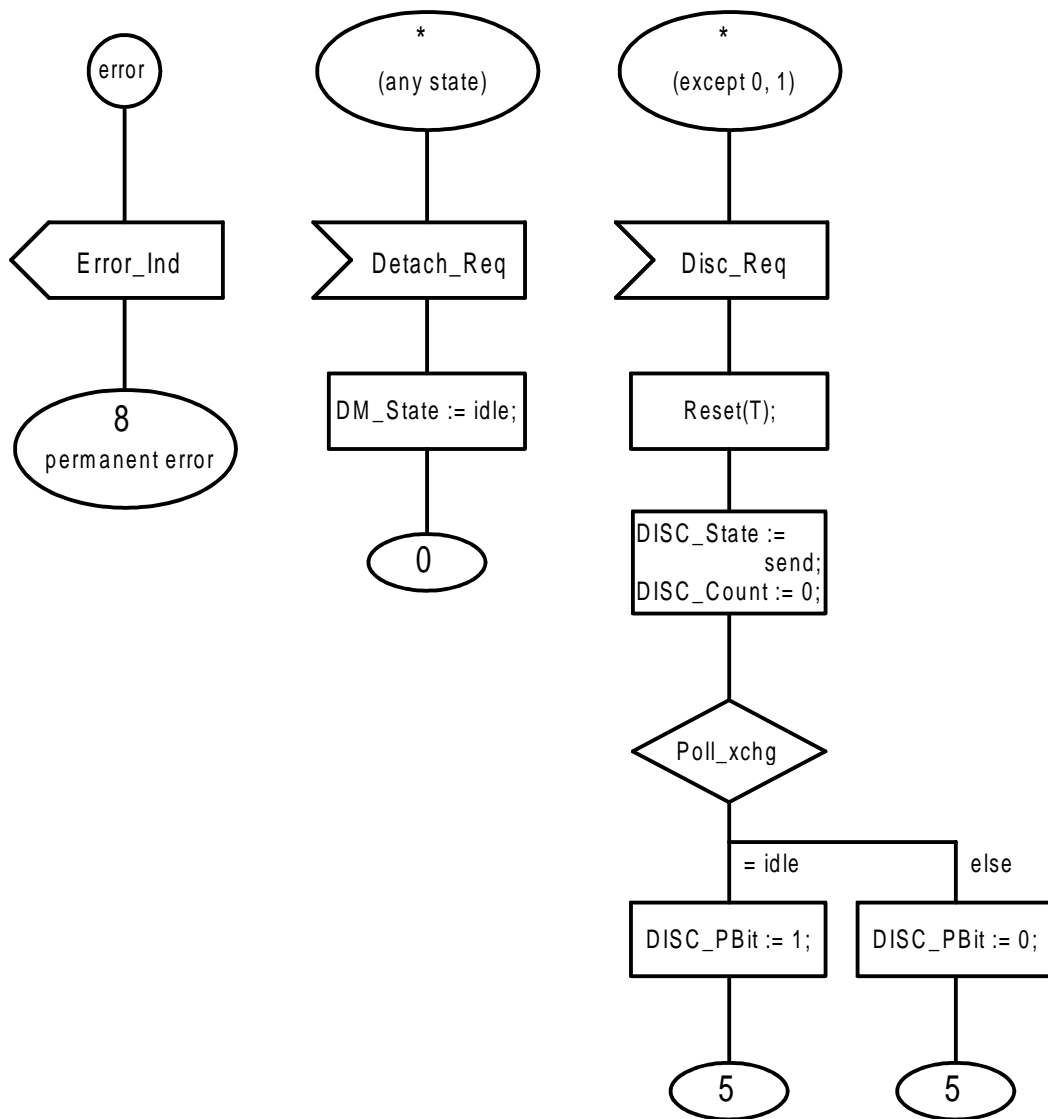 error
Error_Ind
8
permanent error
*
(any state)
Detach_Req
DM_State := idle;
0
*
(except 0, 1)
Disc_Req
Reset(T);
DISC_State :=
send;
DISC_Count := 0;
Poll_xchg
= idle
else
DISC_PBit := 1;
DISC_PBit := 0;
5
5